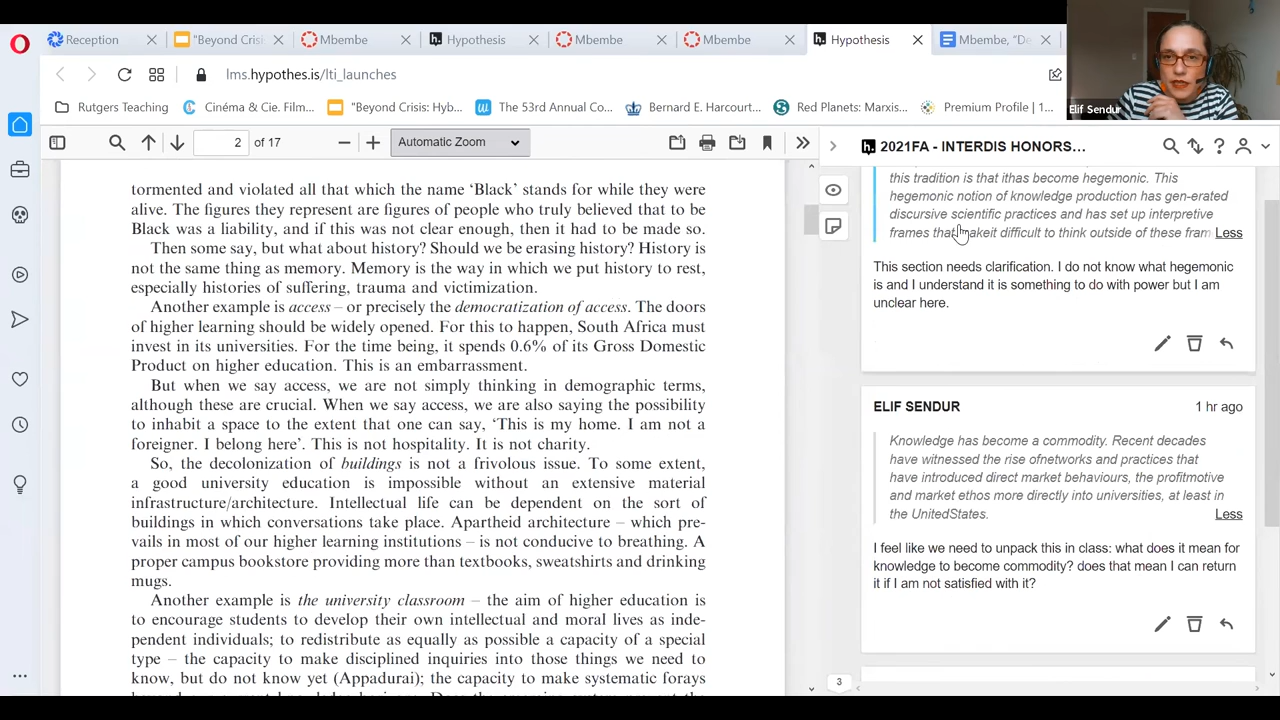 Reception
"Beyond Crisis
Mbembe
Hypothesis
Mbembe
Mbembe
Hypothesis
Mbembe, "De
lms.hypothes.is/lti_launches
Elif Sendur
Rutgers Teaching
Cinéma & Cie. Film...
"Beyond Crisis: Hyb...
The 53rd Annual Co...
Bernard E. Harcourt...
Red Planets: Marxis...
Premium Profile | 1...
2 of 17
Automatic Zoom
tormented and violated all that which the name ‘Black’ stands for while they were
alive. The figures they represent are figures of people who truly believed that to be
Black was a liability, and if this was not clear enough, then it had to be made so.
Then some say, but what about history? Should we be erasing history? History is
not the same thing as memory. Memory is the way in which we put history to rest,
especially histories of suffering, trauma and victimization.
Another example is access – or precisely the democratization of access. The doors
of higher learning should be widely opened. For this to happen, South Africa must
invest in its universities. For the time being, it spends 0.6% of its Gross Domestic
Product on higher education. This is an embarrassment.
But when we say access, we are not simply thinking in demographic terms,
although these are crucial. When we say access, we are also saying the possibility
to inhabit a space to the extent that one can say, ‘This is my home. I am not a
foreigner. I belong here’. This is not hospitality. It is not charity.
So, the decolonization of buildings is not a frivolous issue. To some extent,
a good university education is impossible without an extensive material
infrastructure/architecture. Intellectual life can be dependent on the sort of
buildings in which conversations take place. Apartheid architecture – which pre-
vails in most of our higher learning institutions – is not conducive to breathing. A
proper campus bookstore providing more than textbooks, sweatshirts and drinking
mugs.
Another example is the university classroom – the aim of higher education is
to encourage students to develop their own intellectual and moral lives as inde-
pendent individuals; to redistribute as equally as possible a capacity of a special
type – the capacity to make disciplined inquiries into those things we need to
know, but do not know yet (Appadurai); the capacity to make systematic forays
2021FA - INTERDIS HONORS...
this tradition is that ithas become hegemonic. This
hegemonic notion of knowledge production has gen-erated
discursive scientific practices and has set up interpretive
frames that makeit difficult to think outside of these fram
Less
This section needs clarification. I do not know what hegemonic
is and I understand it is something to do with power but I am
unclear here.
ELIF SENDUR
1 hr ago
Knowledge has become a commodity. Recent decades
have witnessed the rise ofnetworks and practices that
have introduced direct market behaviours, the profitmotive
and market ethos more directly into universities, at least in
the UnitedStates.
Less
I feel like we need to unpack this in class: what does it mean for
knowledge to become commodity? does that mean I can return
it if I am not satisfied with it?
3